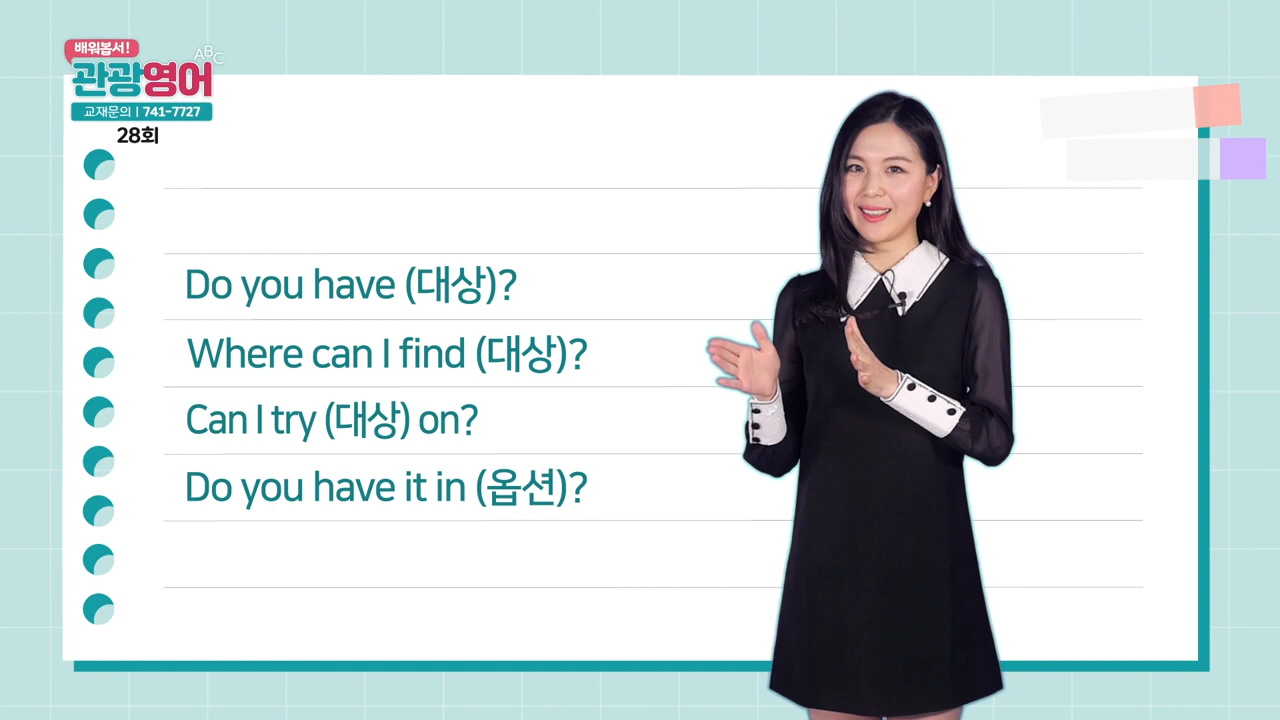 배워봅서!
ABC
관광영어
교재문의 | 741-7727
28회
Do you have (대상)?
Where can I find (대상)?
Can I try (대상) on?
Do you have it in (옵션)?